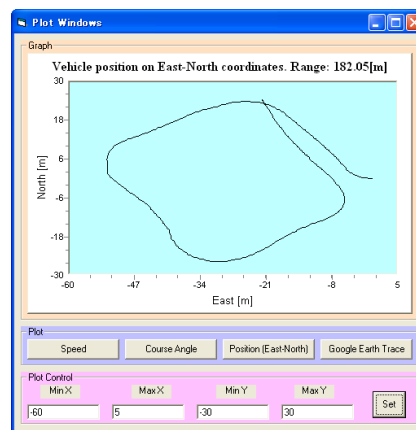 Plot Windows
Graph
Vehicle position on East-North coordinates. Range: 182.05[m]
30
18
6
-6
-18
-30
North [m]
-60
-47
-34
-21
-8
5
East [m]
Plot
Speed
Course Angle
Position (East-North)
Google Earth Trace
Plot Control
Min X
Max X
Min Y
Max Y
-60
5
-30
30
Set